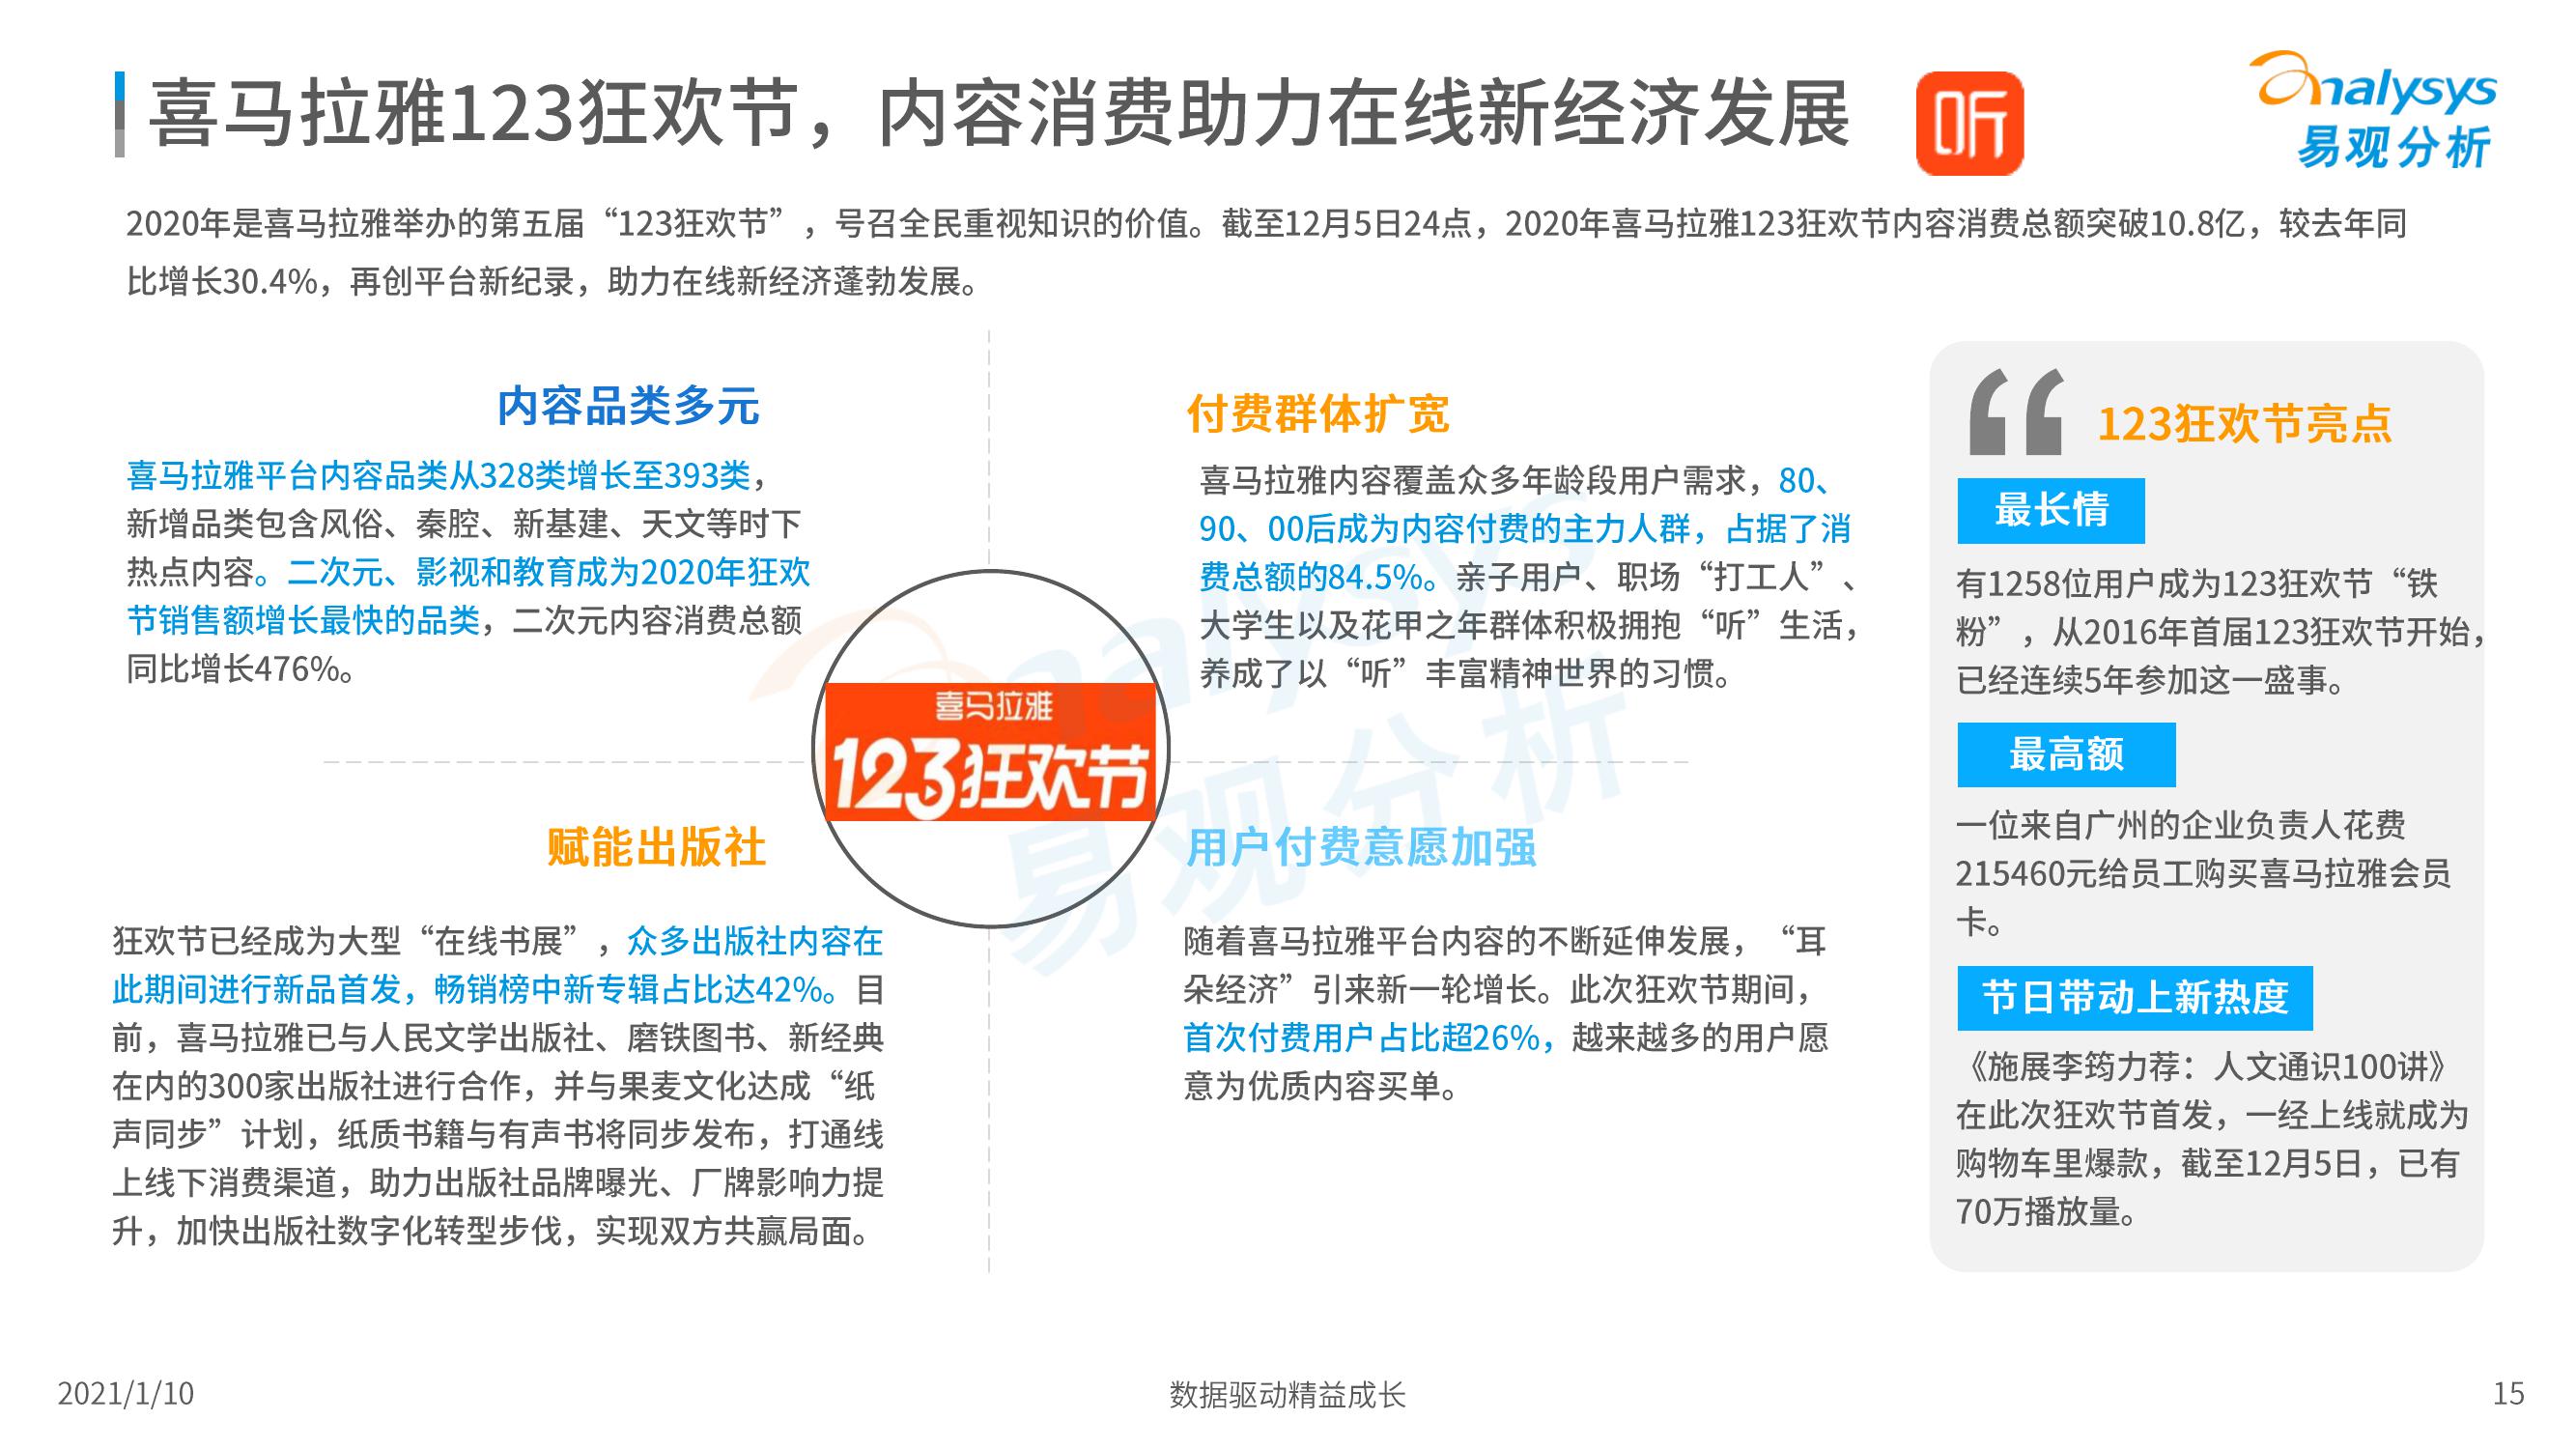 喜马拉雅123狂欢节，内容消费助力在线新经济发展
听
analysys
易观分析
2020年是喜马拉雅举办的第五届“123狂欢节”，号召全民重视知识的价值。截至12月5日24点，2020年喜马拉雅123狂欢节内容消费总额突破10.8亿，较去年同
比增长30.4%，再创平台新纪录，助力在线新经济蓬勃发展。
内容品类多元
喜马拉雅平台内容品类从328类增长至393类，
新增品类包含风俗、秦腔、新基建、天文等时下
热点内容。二次元、影视和教育成为2020年狂欢
节销售额增长最快的品类，二次元内容消费总额
同比增长476%。
付费群体扩宽
喜马拉雅内容覆盖众多年龄段用户需求，80、
90、00后成为内容付费的主力人群，占据了消
费总额的84.5%。亲子用户、职场“打工人”、
大学生以及花甲之年群体积极拥抱“听”生活，
养成了以“听”丰富精神世界的习惯。
喜马拉雅
123狂欢节
赋能出版社
狂欢节已经成为大型“在线书展”，众多出版社内容在
此期间进行新品首发，畅销榜中新专辑占比达42%。目
前，喜马拉雅已与人民文学出版社、磨铁图书、新经典
在内的300家出版社进行合作，并与果麦文化达成“纸
声同步”计划，纸质书籍与有声书将同步发布，打通线
上线下消费渠道，助力出版社品牌曝光、厂牌影响力提
升，加快出版社数字化转型步伐，实现双方共赢局面。
用户付费意愿加强
随着喜马拉雅平台内容的不断延伸发展，“耳
朵经济”引来新一轮增长。此次狂欢节期间，
首次付费用户占比超26%，越来越多的用户愿
意为优质内容买单。
analysys
易观分析
123狂欢节亮点
最长情
有1258位用户成为123狂欢节“铁
粉”，从2016年首届123狂欢节开始，
已经连续5年参加这一盛事。
最高额
一位来自广州的企业负责人花费
215460元给员工购买喜马拉雅会员
卡。
节日带动上新热度
《施展李筠力荐：人文通识100讲》
在此次狂欢节首发，一经上线就成为
购物车里爆款，截至12月5日，已有
70万播放量。
2021/1/10
数据驱动精益成长
15